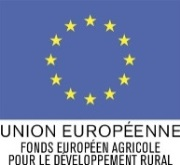 UNION EUROPÉENNE
FONDS EUROPÉEN AGRICOLE
POUR LE DÉVELOPPEMENT RURAL